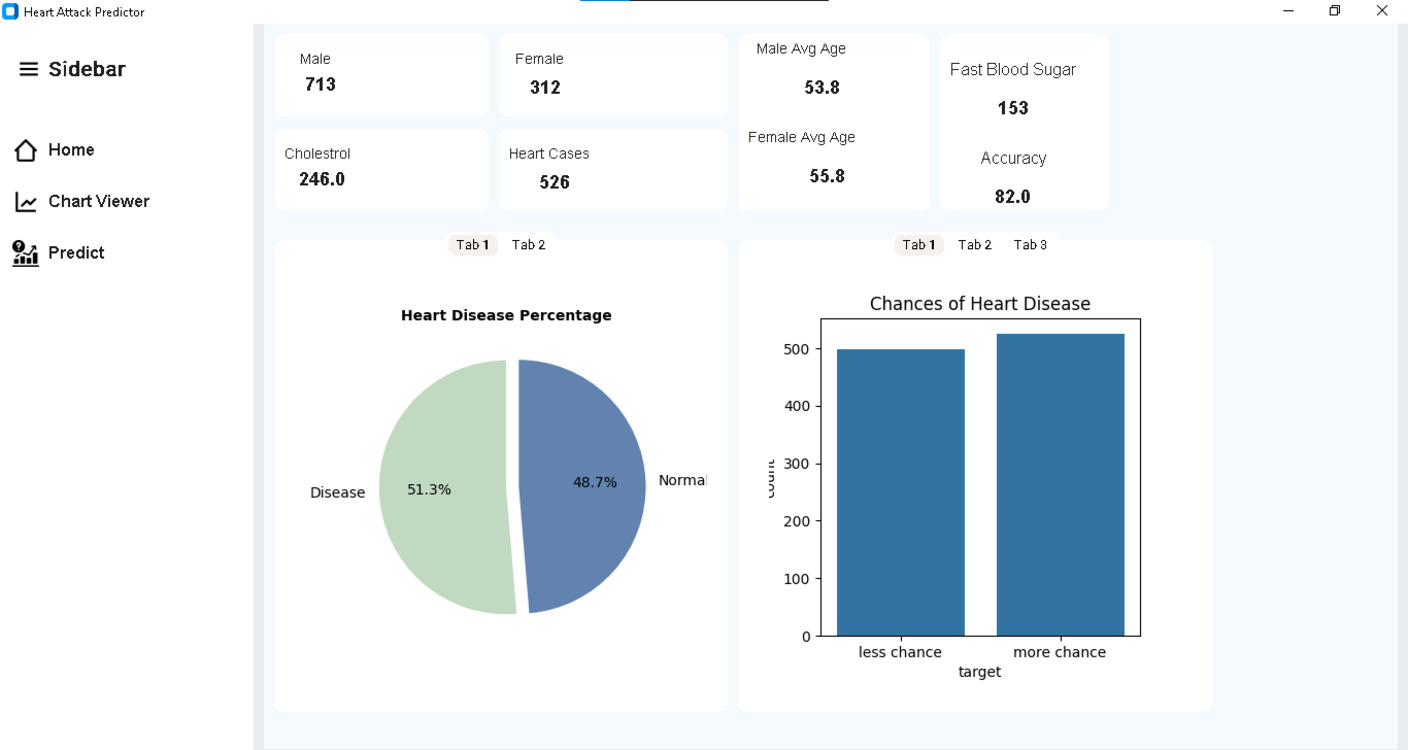 Heart Attack Predictor
Sidebar
Home
Chart Viewer
Predict
Male
713
Female
312
Male Avg Age
53.8
Female Avg Age
55.8
Fast Blood Sugar
153
Accuracy
82.0
Cholestrol
246.0
Heart Cases
526
Tab 1 Tab 2
Heart Disease Percentage
Disease
51.3%
48.7%
Norma
Tab 1 Tab 2 Tab 3
Chances of Heart Disease
500
400
300
200
100
0
count
less chance more chance
target